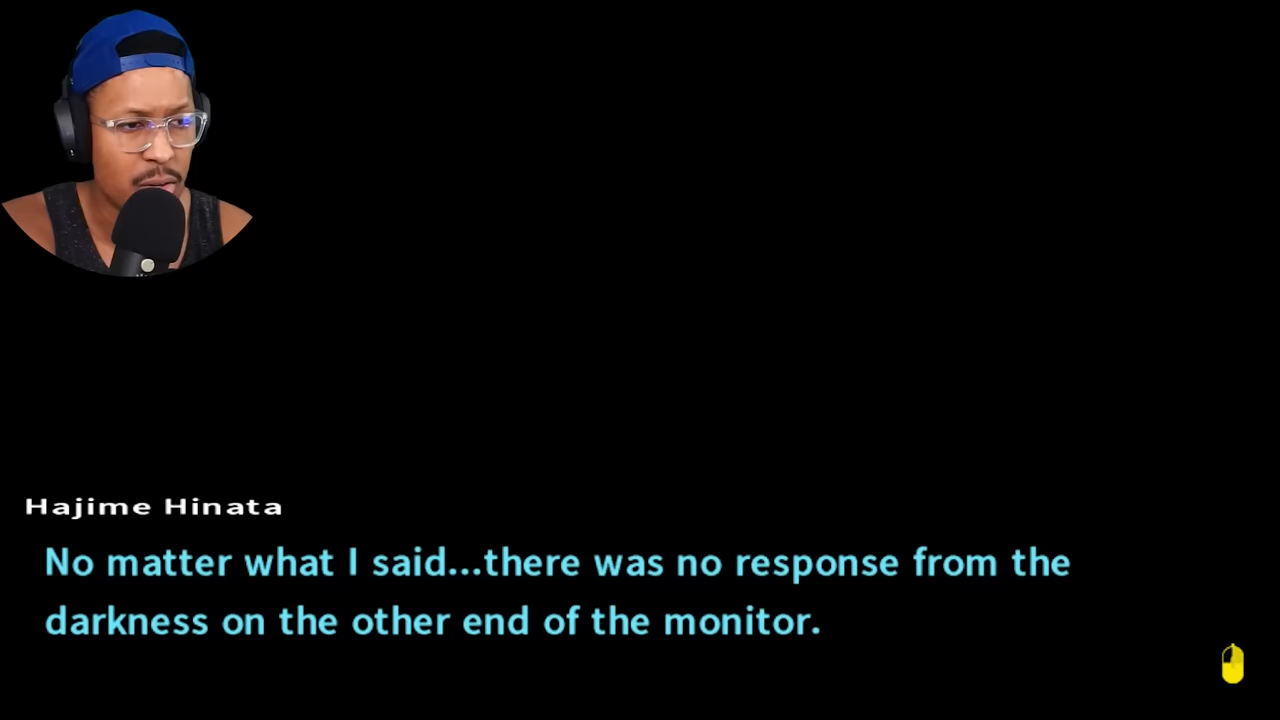 Hajime Hinata
No matter what I said...there was no response from the
darkness on the other end of the monitor.